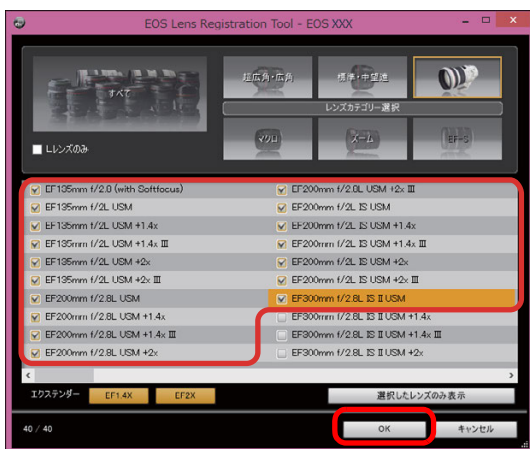 EOS Lens Registration Tool - EOS XXX
すべて
超広角・広角
標準・中望遠
レンズカテゴリー選択
Lレンズのみ
マクロ
ズーム
EF-S
EF135mm f/2.8 (with Softfocus)
EF200mm f/2.0L USM +2x III
EF135mm f/2L USM
EF200mm f/2L IS USM
EF135mm f/2L USM +1.4x
EF200mm f/2L IS USM +1.4x
EF135mm f/2L USM +1.4x III
EF200mm f/2L IS USM +1.4x III
EF135mm f/2L USM +2x
EF200mm f/2L IS USM +2x
EF135mm f/2L USM +2x III
EF200mm f/2L IS USM +2x III
EF200mm f/2.8L USM
EF300mm f/2.8L IS II USM
EF200mm f/2.8L USM +1.4x
EF300mm f/2.8L IS II USM +1.4x
EF200mm f/2.8L USM +1.4x III
EF300mm f/2.8L IS II USM +1.4x III
EF200mm f/2.8L USM +2x
EF300mm f/2.8L IS II USM +2x
エクステンダー
EF1.4X
EF2X
選択したレンズのみ表示
40 / 40
OK
キャンセル